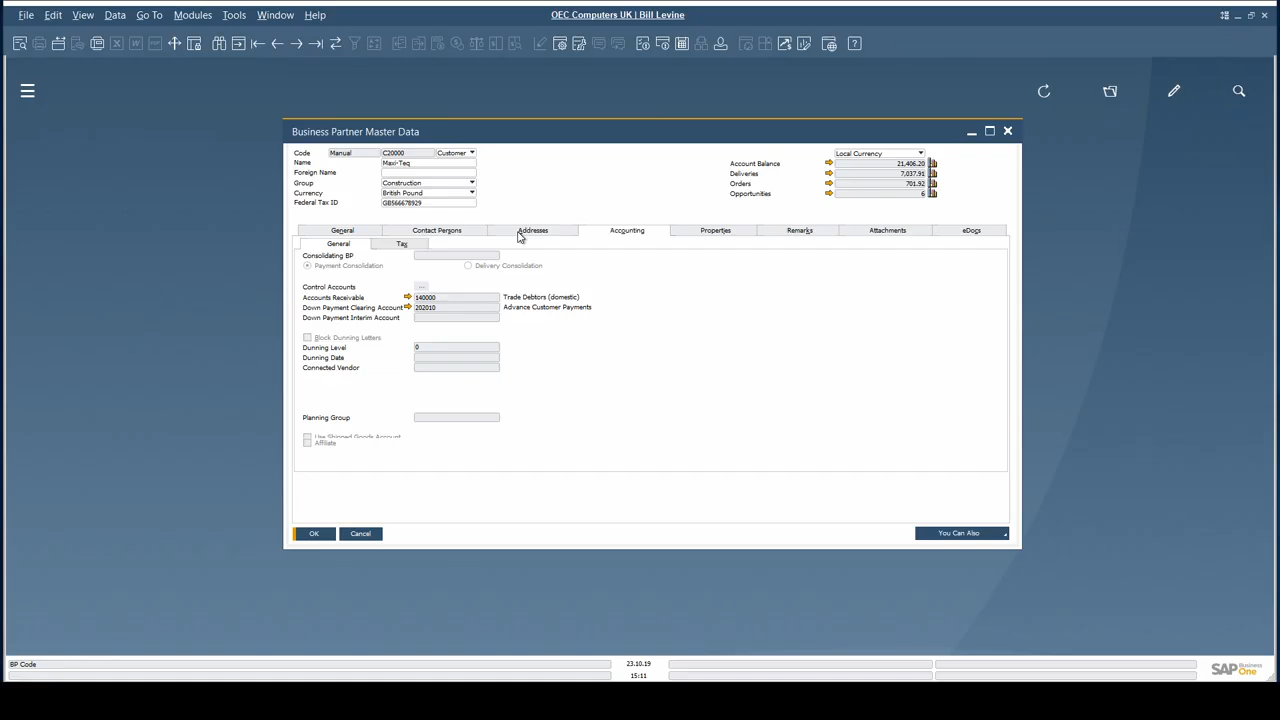 File Edit View Data Go To Modules Tools Window Help
OEC Computers UK | Bill Levine
Business Partner Master Data
Code Manual C20000 Customer
Name Maxi-Teq
Foreign Name
Group Construction
Currency British Pound
Federal Tax ID GB566678929
Local Currency
Account Balance 21,406.20
Deliveries 7,037.91
Orders 701.92
Opportunities 6
General Contact Persons Addresses Accounting Properties Remarks Attachments eDocs
General Tax
Consolidating BP
Payment Consolidation Delivery Consolidation
Control Accounts ...
Accounts Receivable 140000 Trade Debtors (domestic)
Down Payment Clearing Account 202010 Advance Customer Payments
Down Payment Interim Account
Block Dunning Letters
Dunning Level 0
Dunning Date
Connected Vendor
Planning Group
Use Shipped Goods Account
Affiliate
OK Cancel You Can Also
BP Code 23.10.19
15:11
SAP Business One